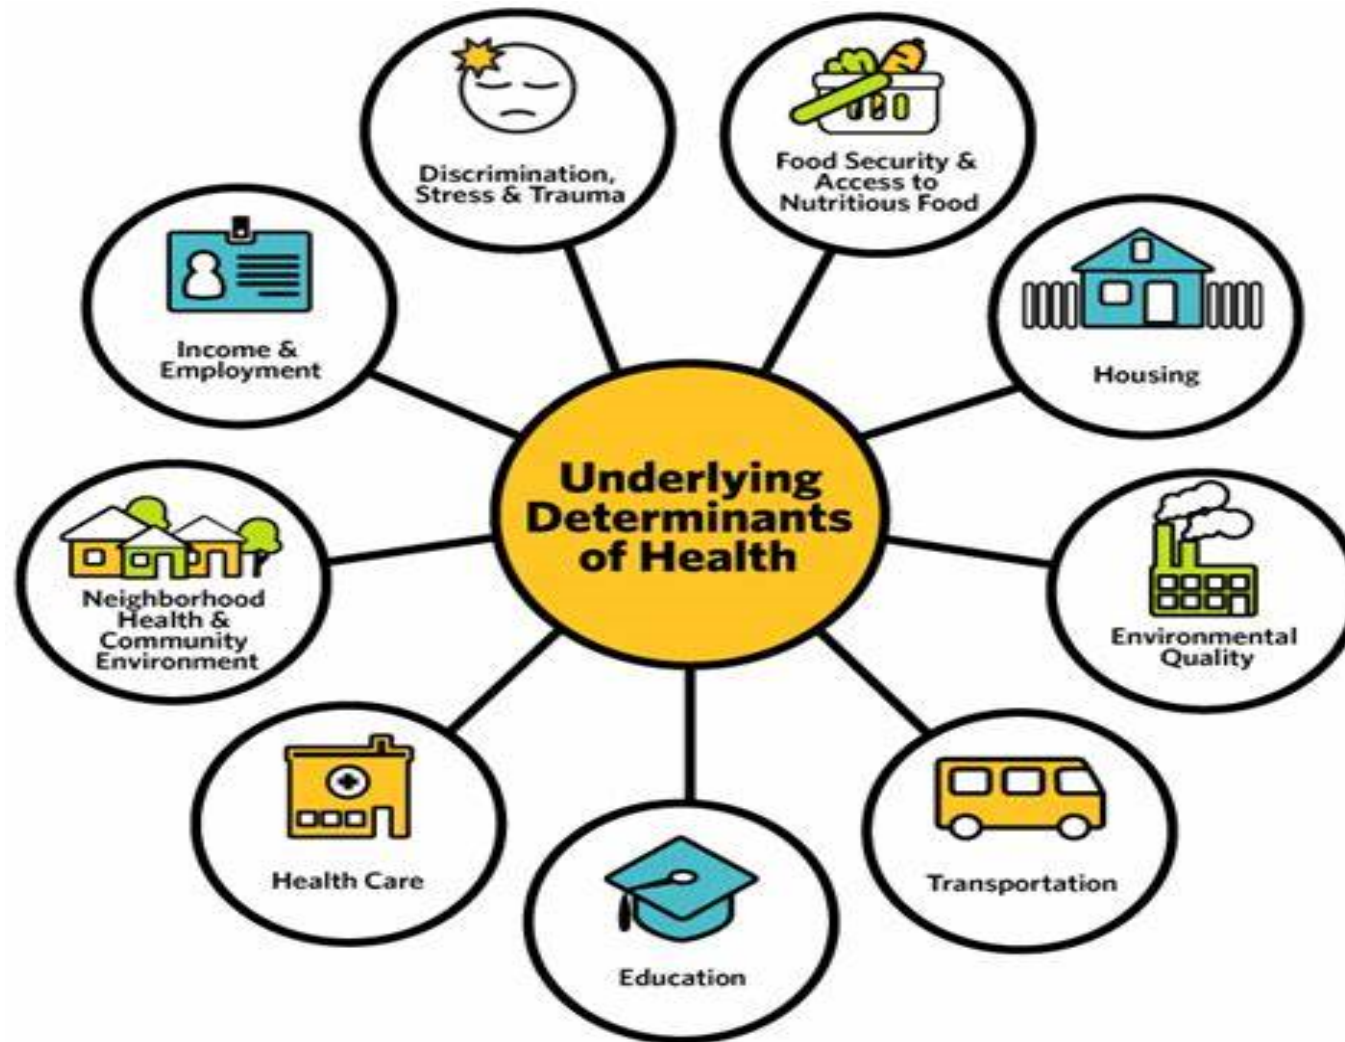 Discrimination,
Stress & Trauma
Food Security &
Access to
Nutritious Food
Income &
Employment
Housing
Underlying
Determinants
of Health
Neighborhood
Health &
Community
Environment
Environmental
Quality
Health Care
Transportation
Education